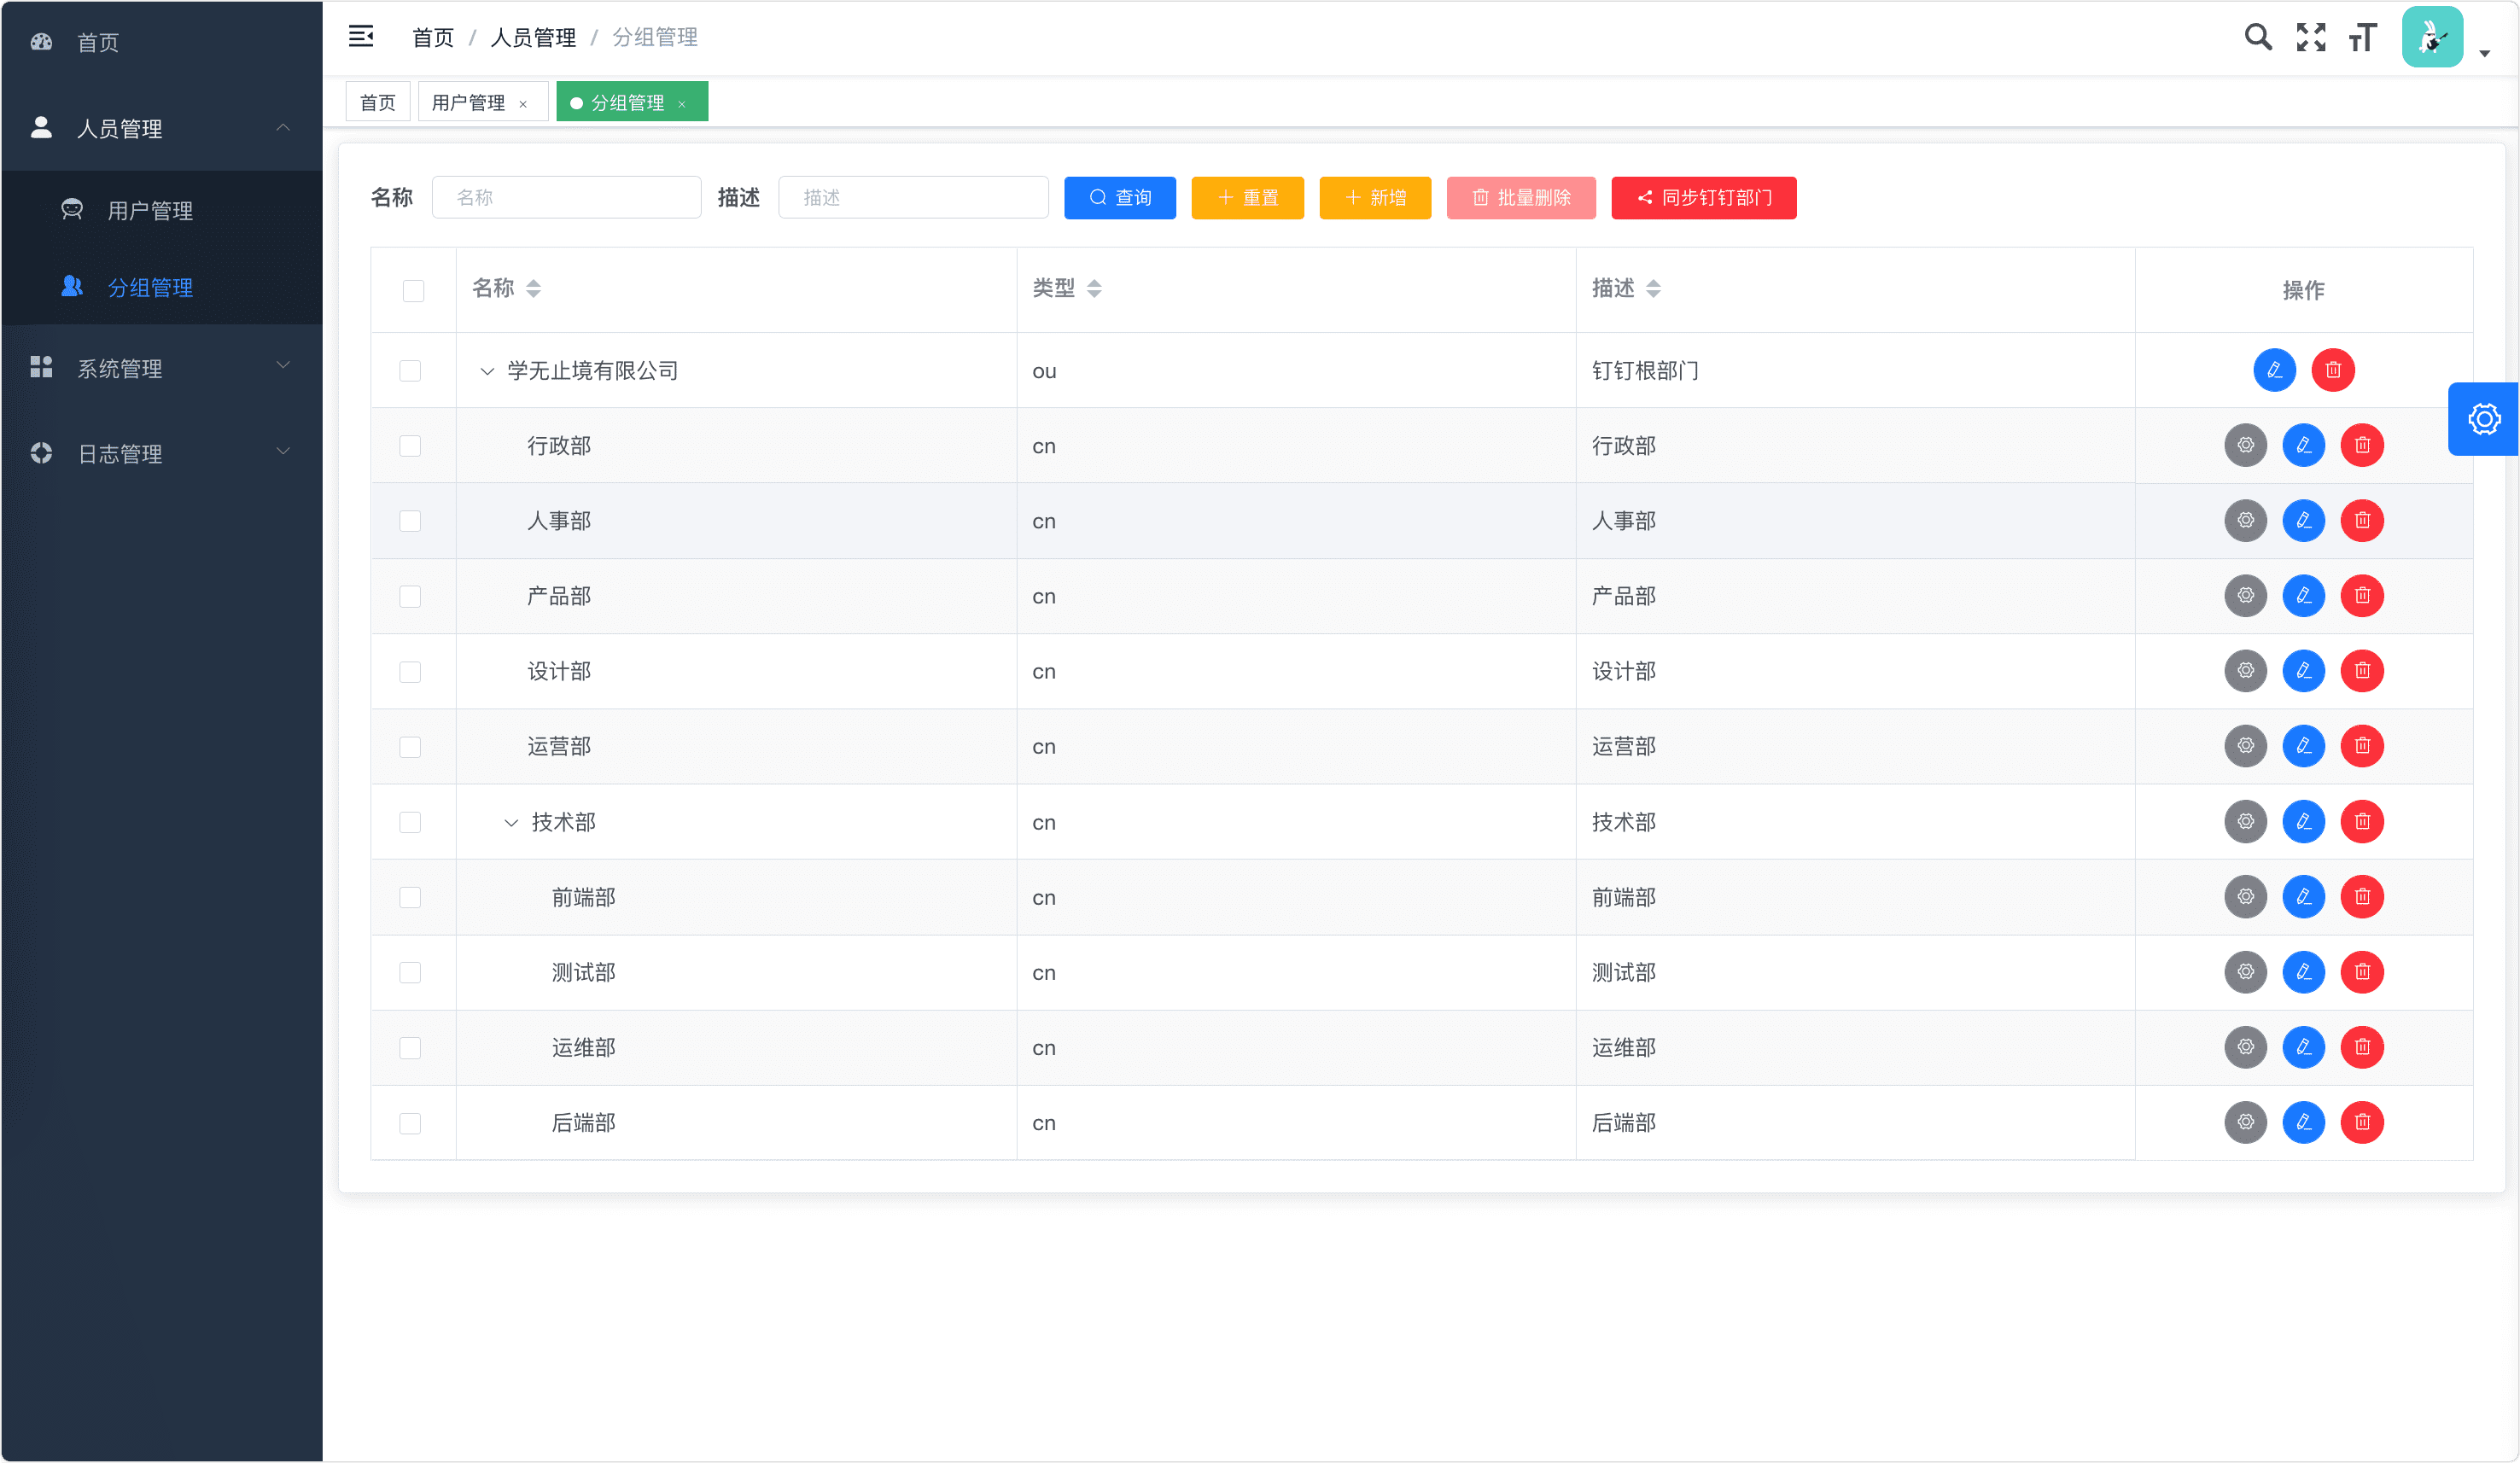 首页
人员管理
用户管理
分组管理
系统管理
日志管理
首页 / 人员管理 / 分组管理
首页 用户管理 × 分组管理 ×
名称 名称 描述 描述 查询 重置 新增 批量删除 同步钉钉部门
名称 类型 描述 操作
学无止境有限公司 ou 钉钉根部门
行政部 cn 行政部
人事部 cn 人事部
产品部 cn 产品部
设计部 cn 设计部
运营部 cn 运营部
技术部 cn 技术部
前端部 cn 前端部
测试部 cn 测试部
运维部 cn 运维部
后端部 cn 后端部